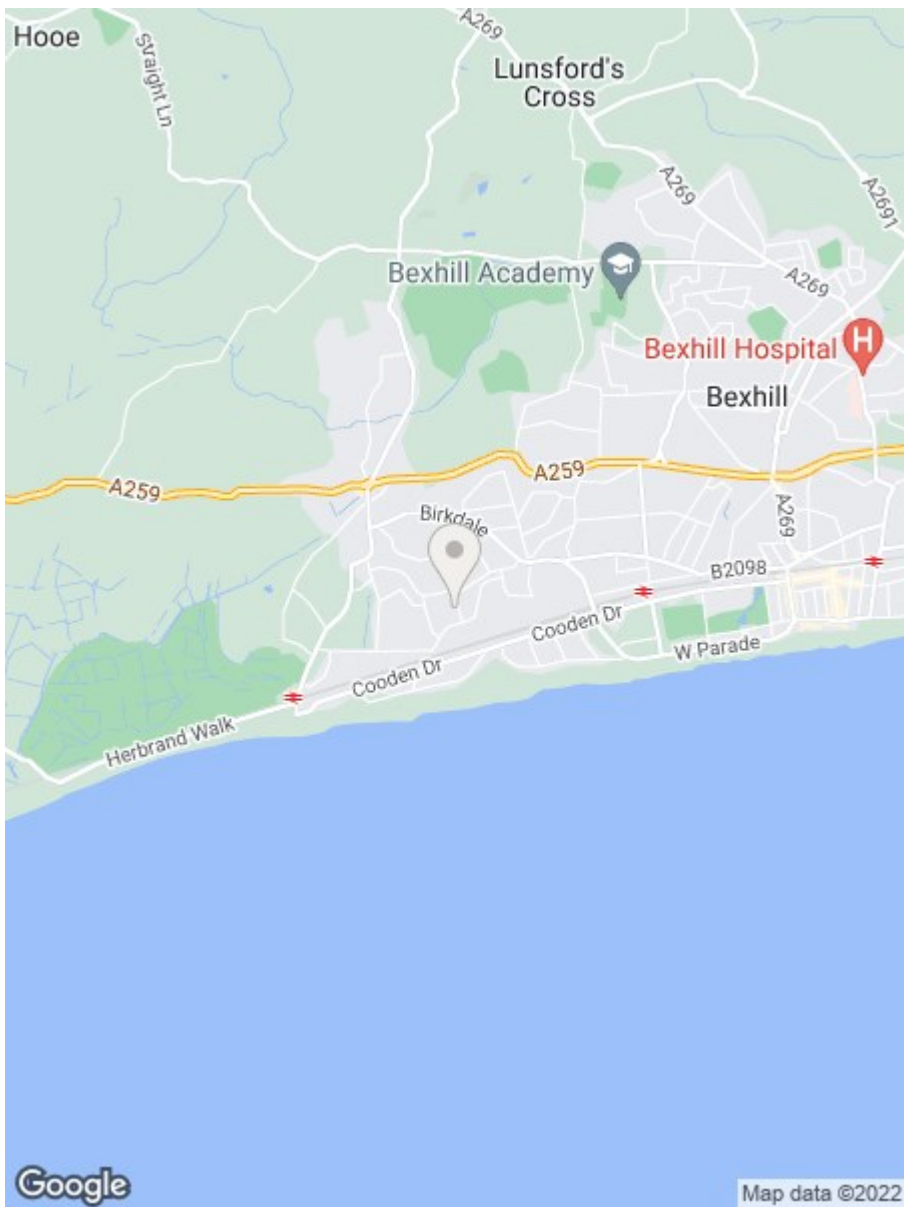 Hooe
Straight Ln
A269
Lunsford's
Cross
A269
A2691
Bexhill Academy
A269
Bexhill Hospital
H
Bexhill
A259
A259
Birkdale
A269
B2098
Cooden Dr
W Parade
Cooden Dr
Herbrand Walk
Google
Map data ©2022